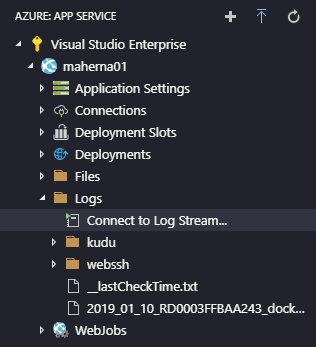 AZURE: APP SERVICE
Visual Studio Enterprise
maherna01
Application Settings
Connections
Deployment Slots
Deployments
Files
Logs
Connect to Log Stream...
kudu
webssh
__lastCheckTime.txt
2019_01_10_RD0003FFBAA243_dock...
WebJobs